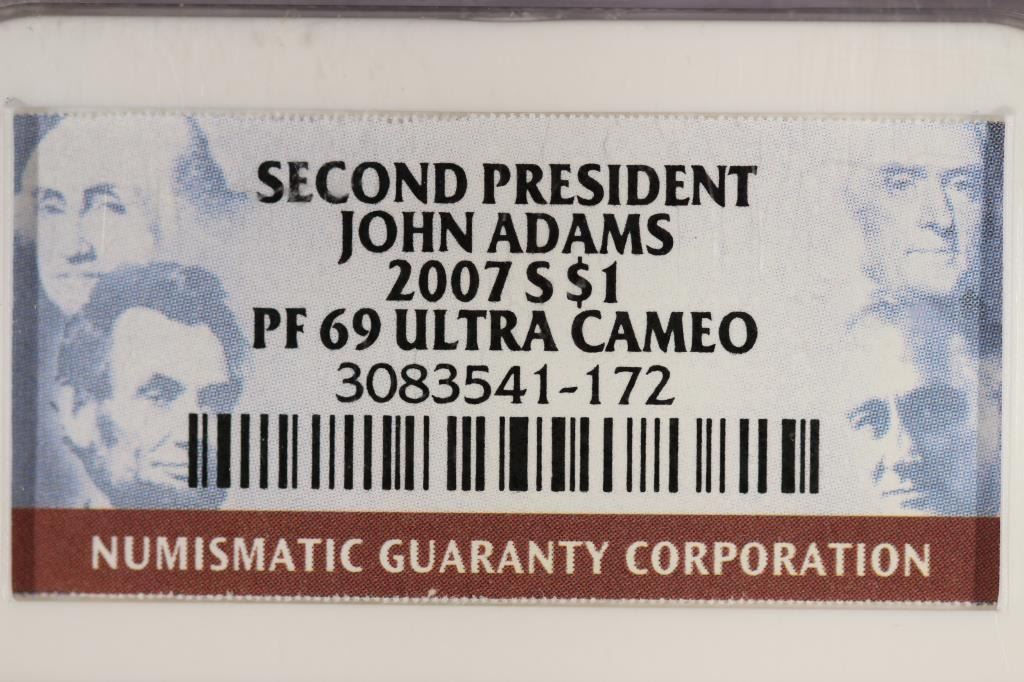 SECOND PRESIDENT
JOHN ADAMS
2007 S $1
PF 69 ULTRA CAMEO
3083541-172
NUMISMATIC GUARANTY CORPORATION